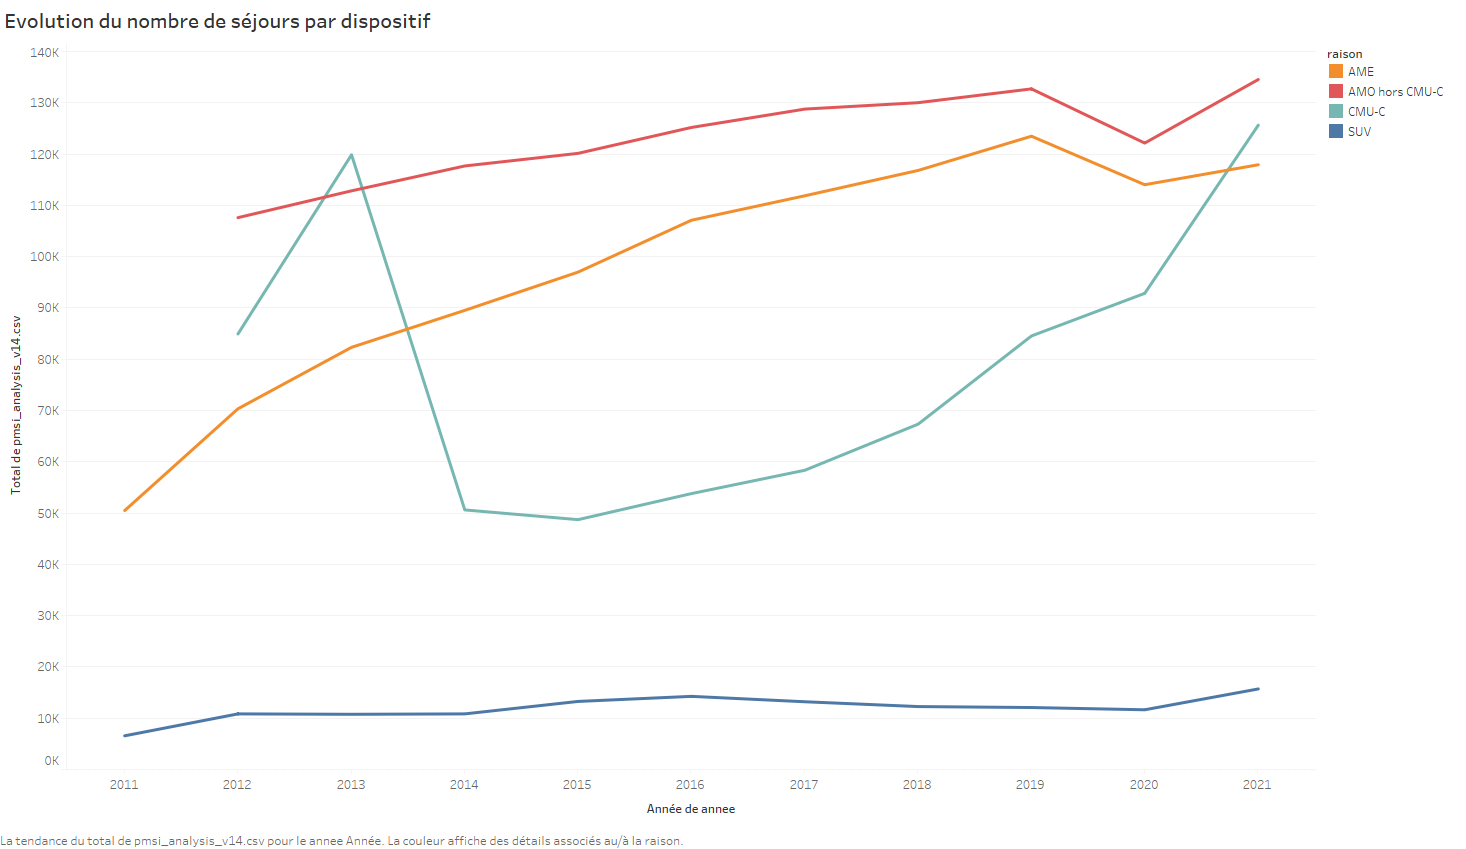 Evolution du nombre de séjours par dispositif
raison
AME
AMO hors CMU-C
CMU-C
SUV
Total de pmsi_analysis_v14.csv
140K
130K
120K
110K
100K
90K
80K
70K
60K
50K
40K
30K
20K
10K
0K
2011 2012 2013 2014 2015 2016 2017 2018 2019 2020 2021
Année de annee
La tendance du total de pmsi_analysis_v14.csv pour le annee Année. La couleur affiche des détails associés au/à la raison.